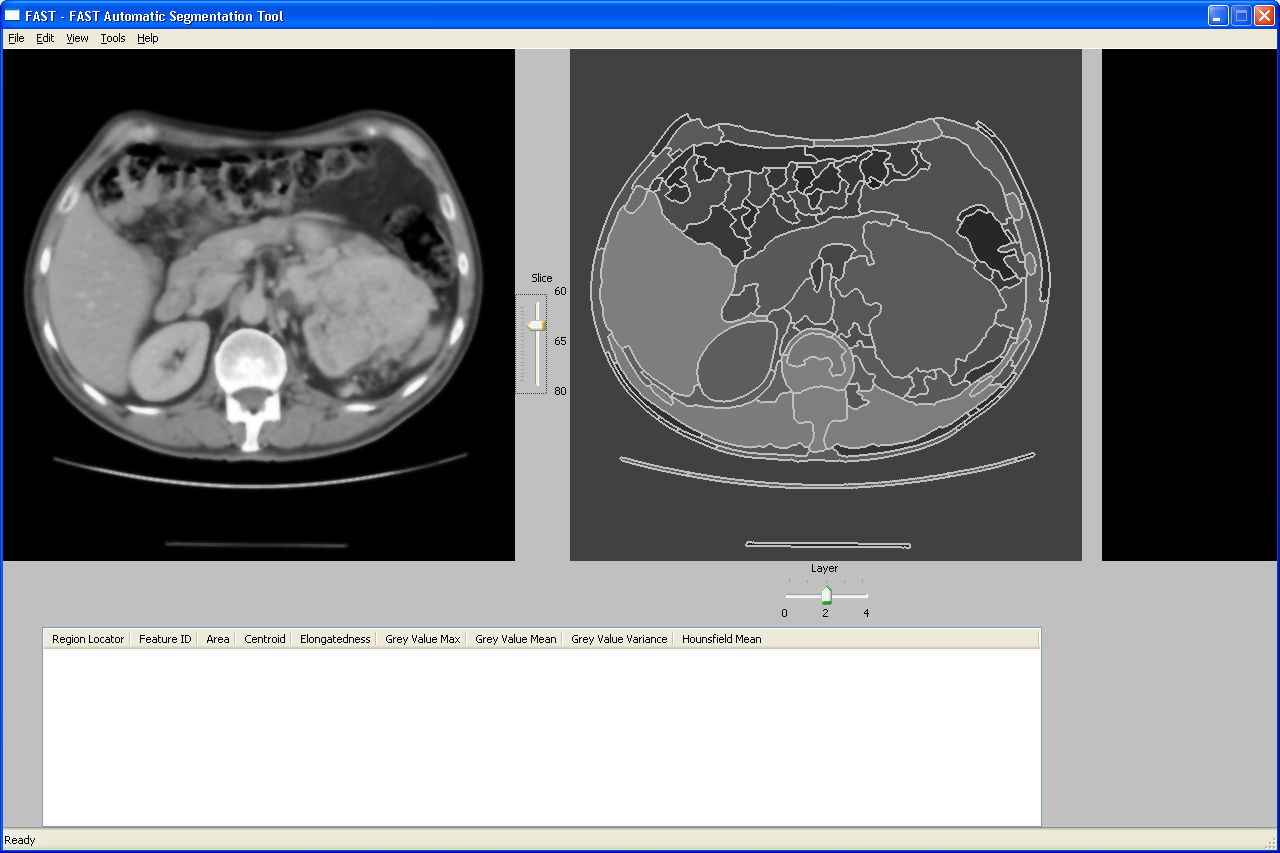 FAST - FAST Automatic Segmentation Tool
File Edit View Tools Help
Slice
60
65
80
Layer
0 2 4
Region Locator Feature ID Area Centroid Elongatedness Grey Value Max Grey Value Mean Grey Value Variance Hounsfield Mean
Ready